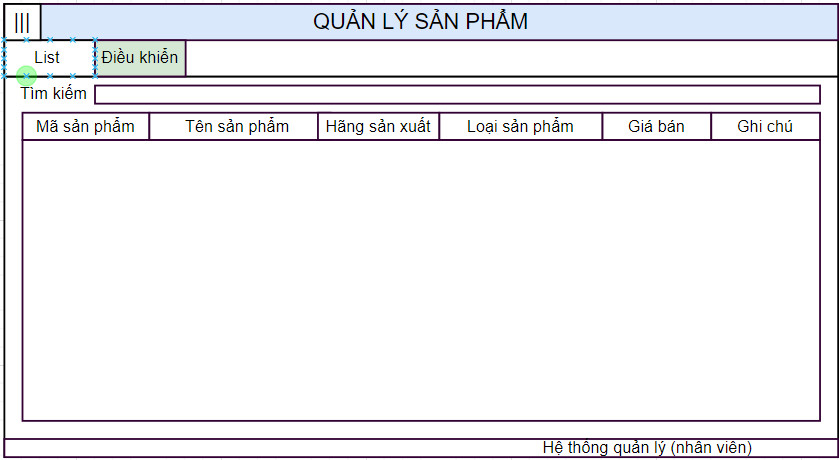 ||| QUẢN LÝ SẢN PHẨM
List Điều khiển
Tìm kiếm
Mã sản phẩm Tên sản phẩm Hãng sản xuất Loại sản phẩm Giá bán Ghi chú
Hệ thông quản lý (nhân viên)